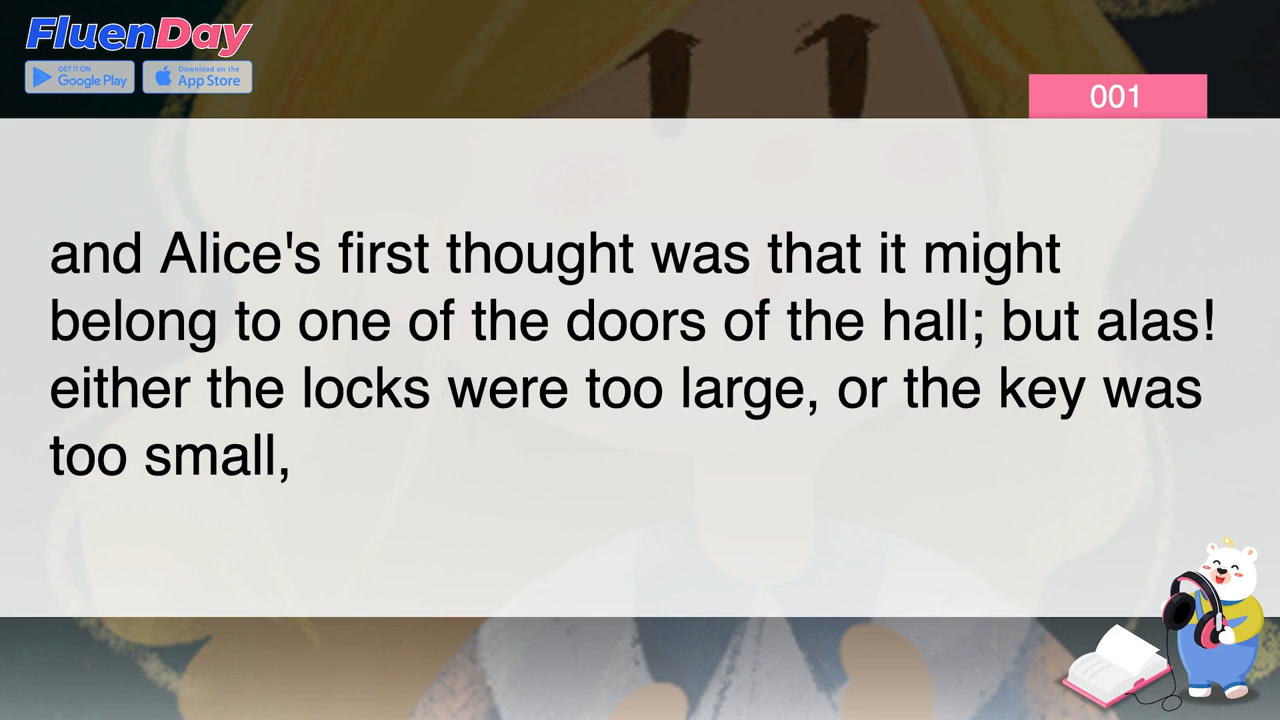 FluenDay
GET IT ON
Google Play
Download on the
App Store
001
and Alice's first thought was that it might
belong to one of the doors of the hall; but alas!
either the locks were too large, or the key was
too small,